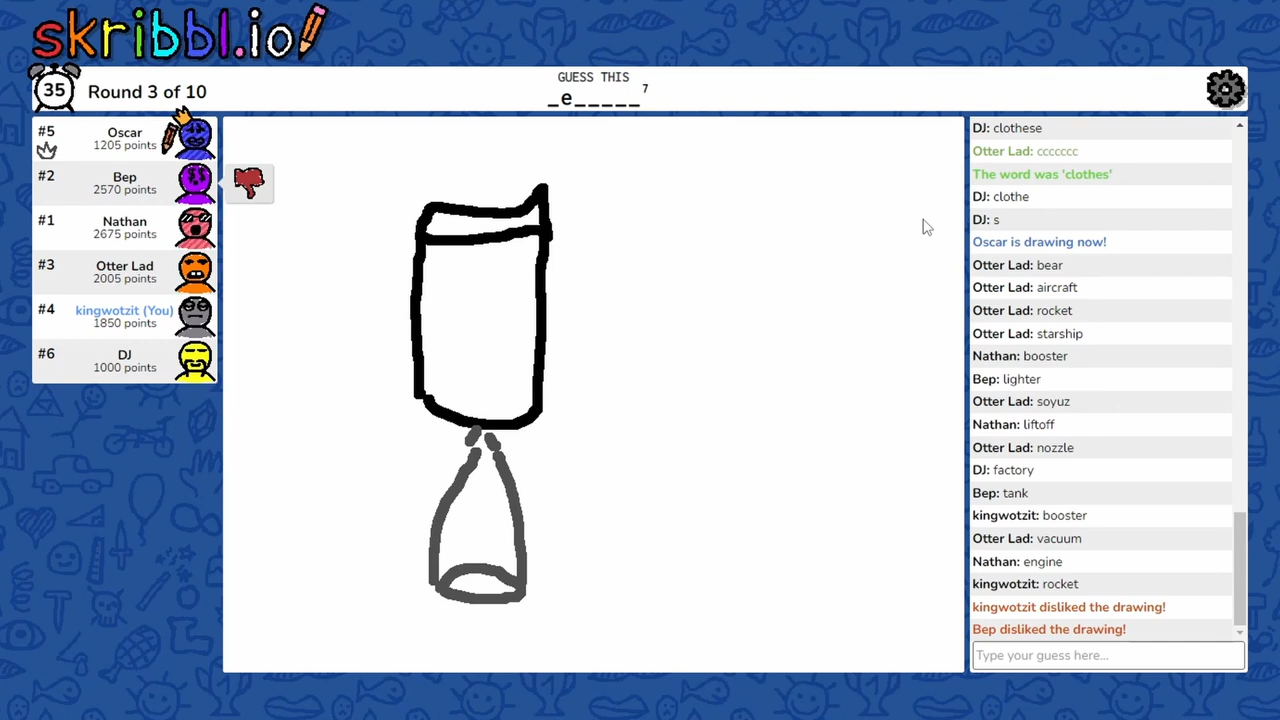 skribbl.io
35
Round 3 of 10
GUESS THIS
_e_____ 7
#5
Oscar
1205 points
#2
Bep
2570 points
#1
Nathan
2675 points
#3
Otter Lad
2005 points
#4
kingwotzit (You)
1850 points
#6
DJ
1000 points
DJ: clothese
Otter Lad: ccccccc
The word was 'clothes'
DJ: clothe
DJ: s
Oscar is drawing now!
Otter Lad: bear
Otter Lad: aircraft
Otter Lad: rocket
Otter Lad: starship
Nathan: booster
Bep: lighter
Otter Lad: soyuz
Nathan: liftoff
Otter Lad: nozzle
DJ: factory
Bep: tank
kingwotzit: booster
Otter Lad: vacuum
Nathan: engine
kingwotzit: rocket
kingwotzit disliked the drawing!
Bep disliked the drawing!
Type your guess here...